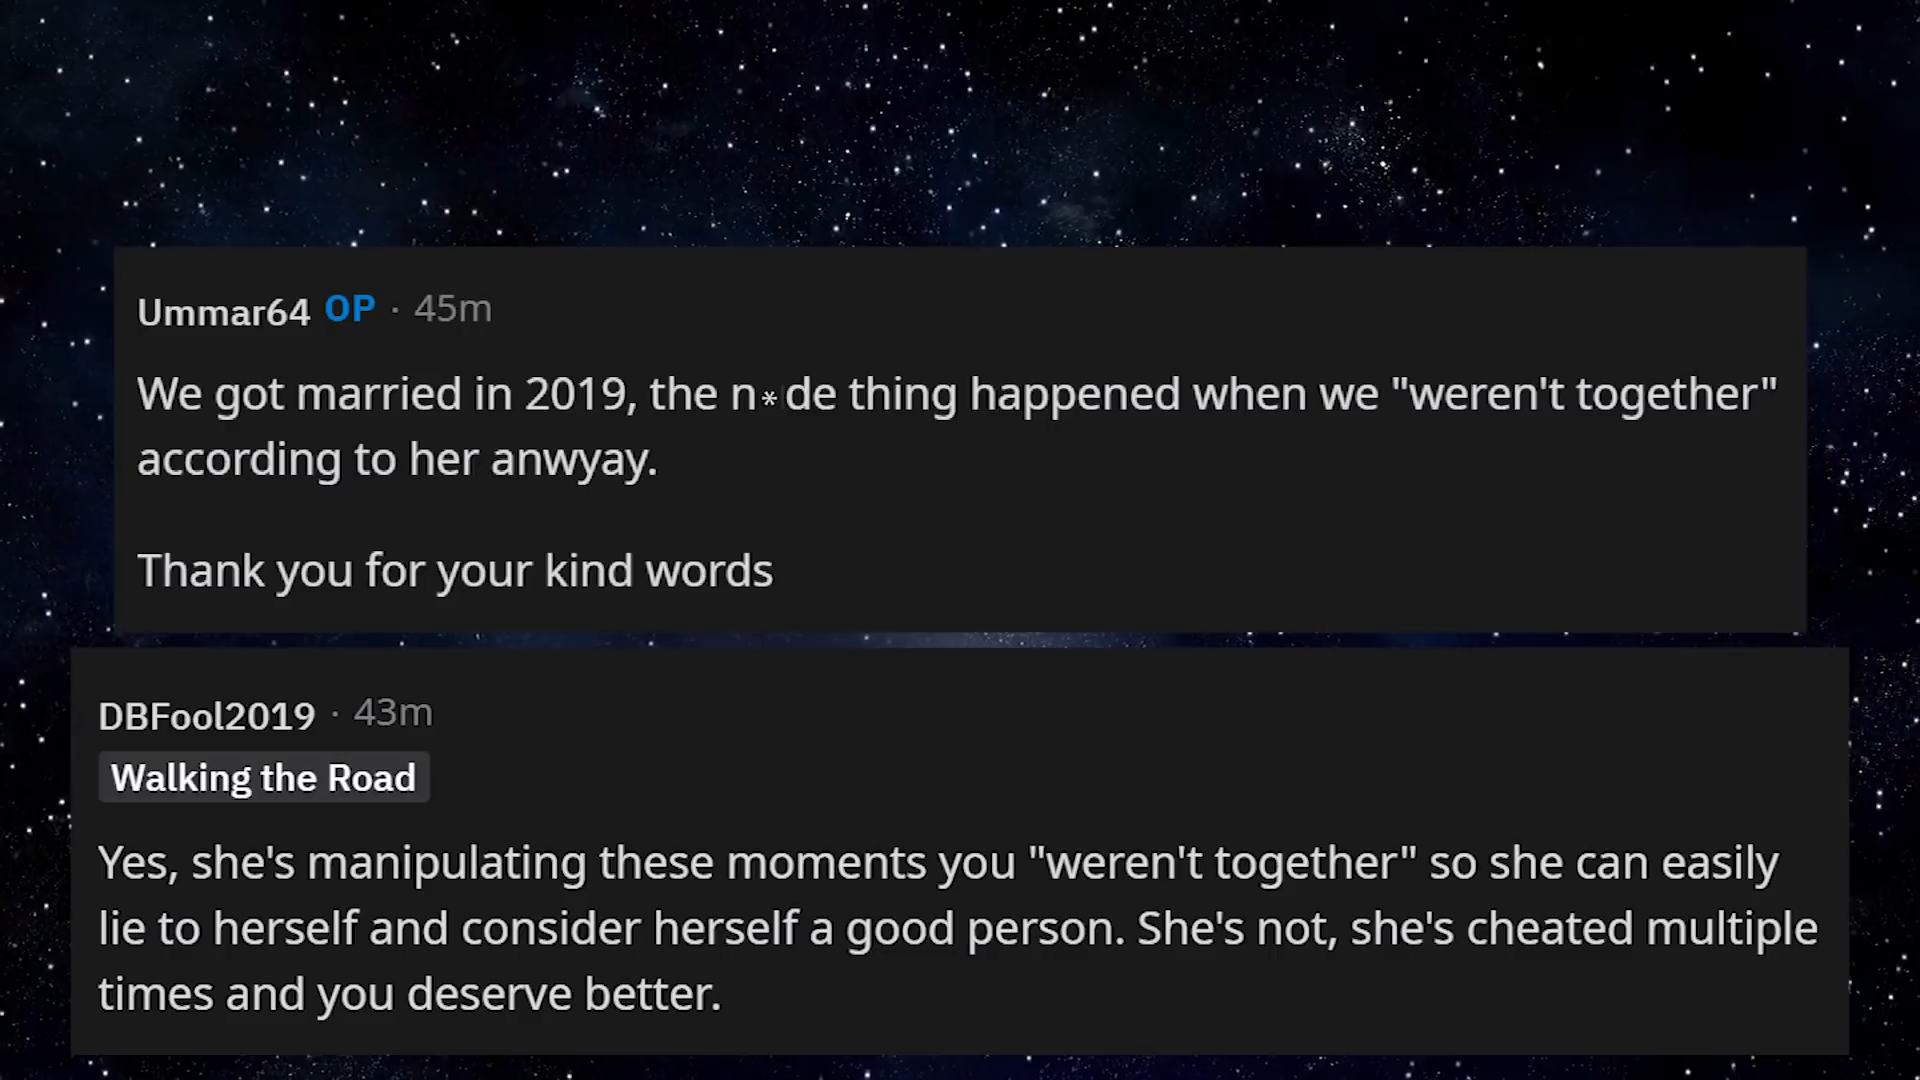 Ummar64 OP · 45m
We got married in 2019, the n*de thing happened when we "weren't together"
according to her anwyay.
Thank you for your kind words
DBFool2019 · 43m
Walking the Road
Yes, she's manipulating these moments you "weren't together" so she can easily
lie to herself and consider herself a good person. She's not, she's cheated multiple
times and you deserve better.